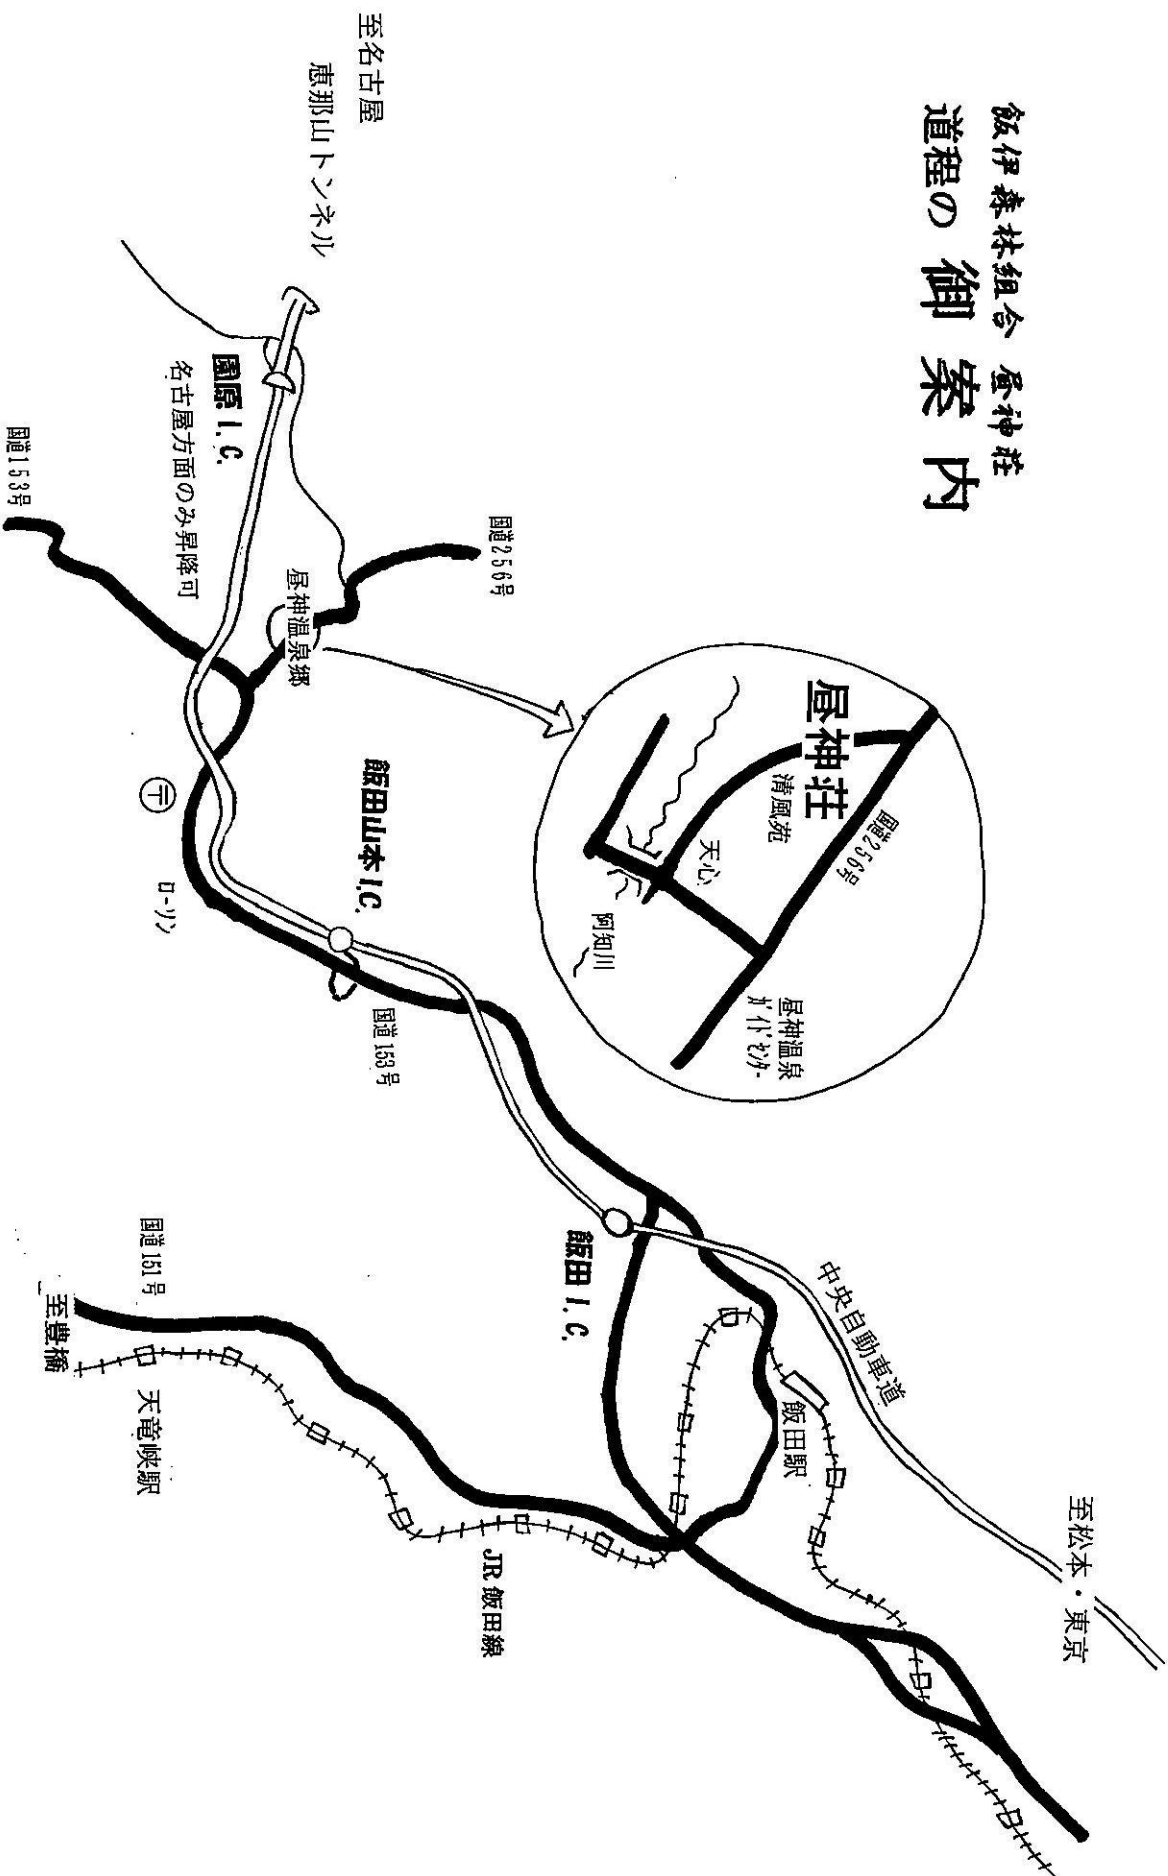 飯伊森林組合 昼神荘
道程の 御案内
至名古屋
恵那山トンネル
園原 I.C.
名古屋方面のみ昇降可
国道153号
国道256号
昼神温泉郷
昼神荘
清風苑
天心
国道256号
阿知川
昼神温泉
ガイドセンター
飯田山本I.C.
〒
ローソン
国道153号
飯田 I.C.
中央自動車道
至松本・東京
飯田駅
国道151号
至豊橋
天竜峡駅
JR飯田線